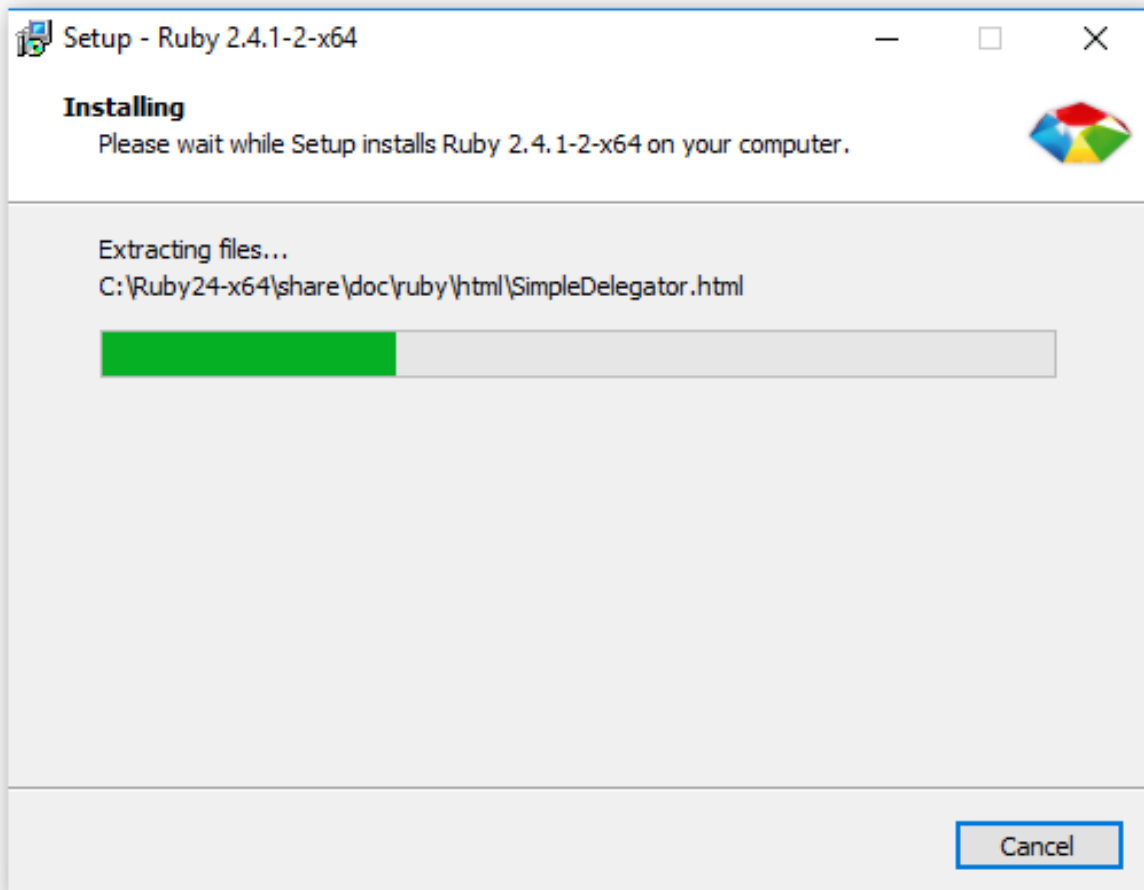 Setup - Ruby 2.4.1-2-x64
Installing
Please wait while Setup installs Ruby 2.4.1-2-x64 on your computer.
Extracting files...
C:\Ruby24-x64\share\doc\ruby\html\SimpleDelegator.html
Cancel